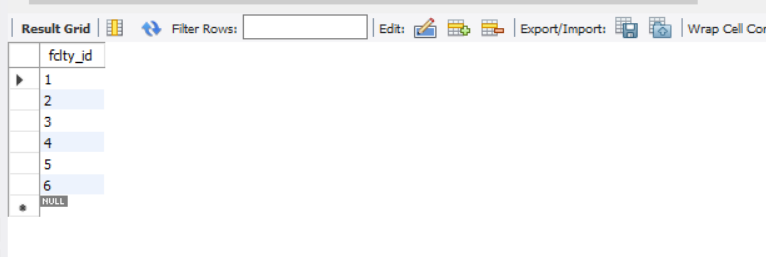 Result Grid Filter Rows: Edit: Export/Import: Wrap Cell Con
fclty_id
1
2
3
4
5
6
NULL